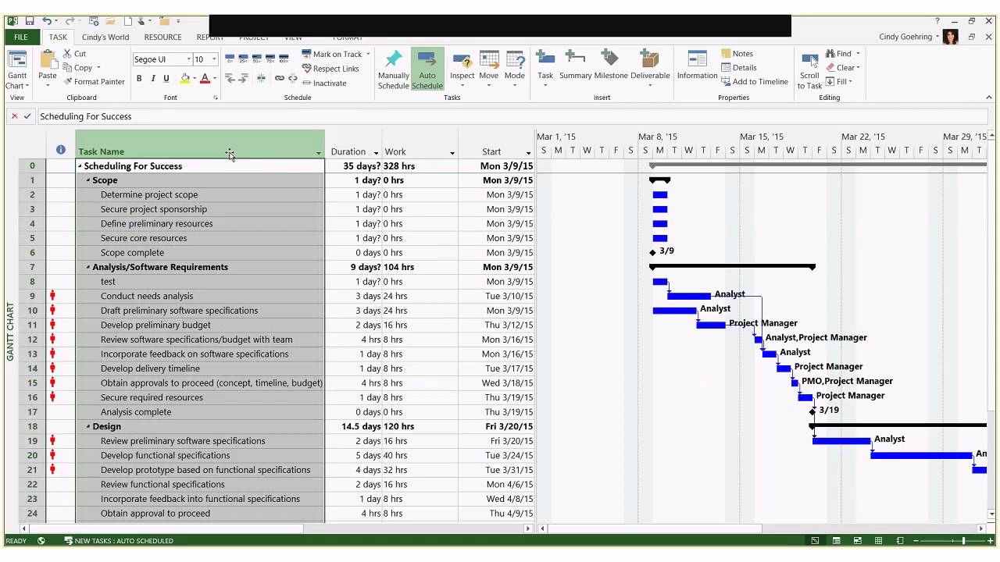 FILE TASK Cindy's World RESOURCE REPORT PROJECT VIEW FORMAT Cindy Goehring
Gantt Chart View
Paste Cut Copy Format Painter Clipboard
Segoe UI 10 B I U A Font
0% 25% 50% 75% 100% Mark on Track Respect Links Inactivate Schedule
Manually Schedule Auto Schedule Inspect Move Mode Tasks
Task Summary Milestone Deliverable Insert
Information Notes Details Add to Timeline Properties
Scroll to Task Find Clear Fill Editing
Scheduling For Success
Mar 1, '15 Mar 8, '15 Mar 15, '15 Mar 22, '15 Mar 29, '15
Task Name Duration Work Start S M T W T F S S M T W T F S S M T W T F S S M T W T F S S M T
0 Scheduling For Success 35 days? 328 hrs Mon 3/9/15
1 Scope 1 day? 0 hrs Mon 3/9/15
2 Determine project scope 1 day? 0 hrs Mon 3/9/15
3 Secure project sponsorship 1 day? 0 hrs Mon 3/9/15
4 Define preliminary resources 1 day? 0 hrs Mon 3/9/15
5 Secure core resources 1 day? 0 hrs Mon 3/9/15
6 Scope complete 0 days? 0 hrs Mon 3/9/15 3/9
7 Analysis/Software Requirements 9 days? 104 hrs Mon 3/9/15
8 test 1 day? 0 hrs Mon 3/9/15
9 Conduct needs analysis 3 days 24 hrs Tue 3/10/15 Analyst
10 Draft preliminary software specifications 3 days 24 hrs Mon 3/9/15 Analyst
11 Develop preliminary budget 2 days 16 hrs Thu 3/12/15 Project Manager
12 Review software specifications/budget with team 4 hrs 8 hrs Mon 3/16/15 Analyst,Project Manager
13 Incorporate feedback on software specifications 1 day 8 hrs Mon 3/16/15 Analyst
14 Develop delivery timeline 1 day 8 hrs Tue 3/17/15 Project Manager
15 Obtain approvals to proceed (concept, timeline, budget) 4 hrs 8 hrs Wed 3/18/15 PMO,Project Manager
16 Secure required resources 1 day 8 hrs Thu 3/19/15 Project Manager
17 Analysis complete 0 days 0 hrs Thu 3/19/15 3/19
18 Design 14.5 days 120 hrs Fri 3/20/15
19 Review preliminary software specifications 2 days 16 hrs Fri 3/20/15 Analyst
20 Develop functional specifications 5 days 40 hrs Tue 3/24/15 An
21 Develop prototype based on functional specifications 4 days 32 hrs Tue 3/31/15
22 Review functional specifications 2 days 16 hrs Mon 4/6/15
23 Incorporate feedback into functional specifications 1 day 8 hrs Wed 4/8/15
24 Obtain approval to proceed 4 hrs 8 hrs Thu 4/9/15
GANTT CHART
READY NEW TASKS : AUTO SCHEDULED